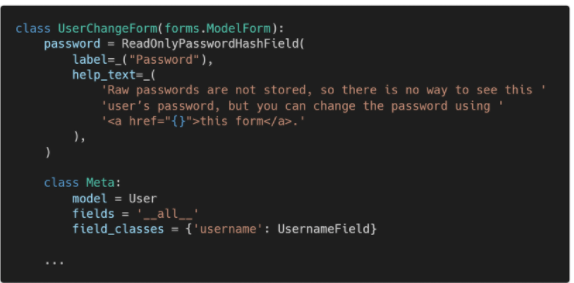 class UserChangeForm(forms.ModelForm):
    password = ReadOnlyPasswordHashField(
        label=_("Password"),
        help_text=_(
            'Raw passwords are not stored, so there is no way to see this '
            'user’s password, but you can change the password using '
            '<a href="{}">this form</a>.'
        ),
    )

    class Meta:
        model = User
        fields = '__all__'
        field_classes = {'username': UsernameField}

    ...